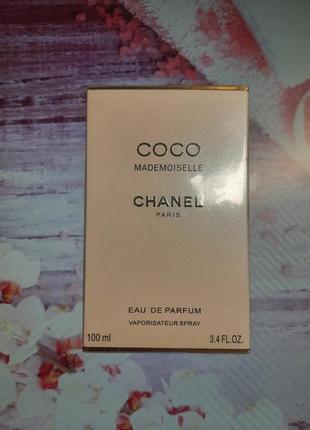 COCO
MADEMOISELLE
CHANEL
PARIS
EAU DE PARFUM
VAPORISATEUR SPRAY
100 ml 3.4 FL.OZ.